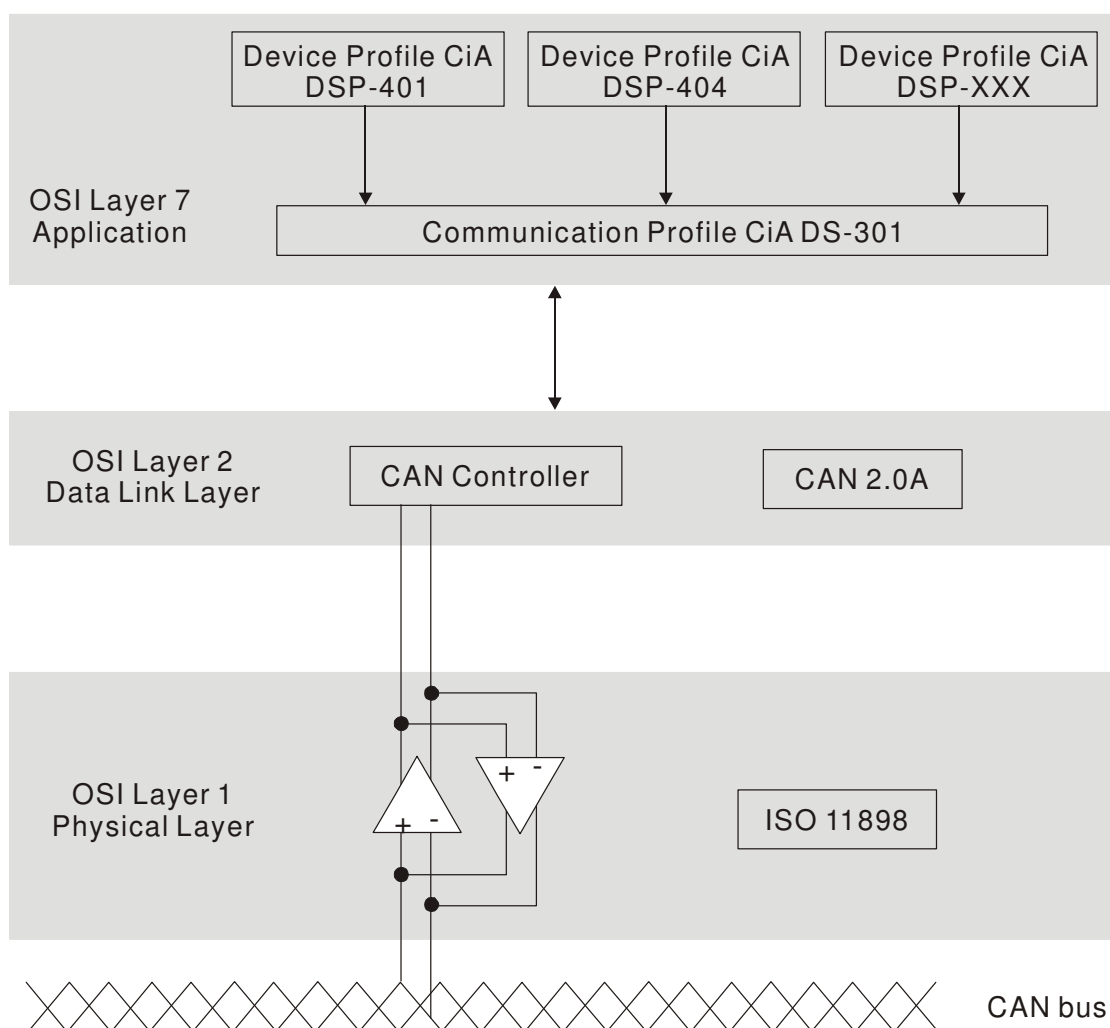 Device Profile CiA
DSP-401
Device Profile CiA
DSP-404
Device Profile CiA
DSP-XXX
OSI Layer 7
Application
Communication Profile CiA DS-301
OSI Layer 2
Data Link Layer
CAN Controller
CAN 2.0A
OSI Layer 1
Physical Layer
+ -
+ -
ISO 11898
CAN bus